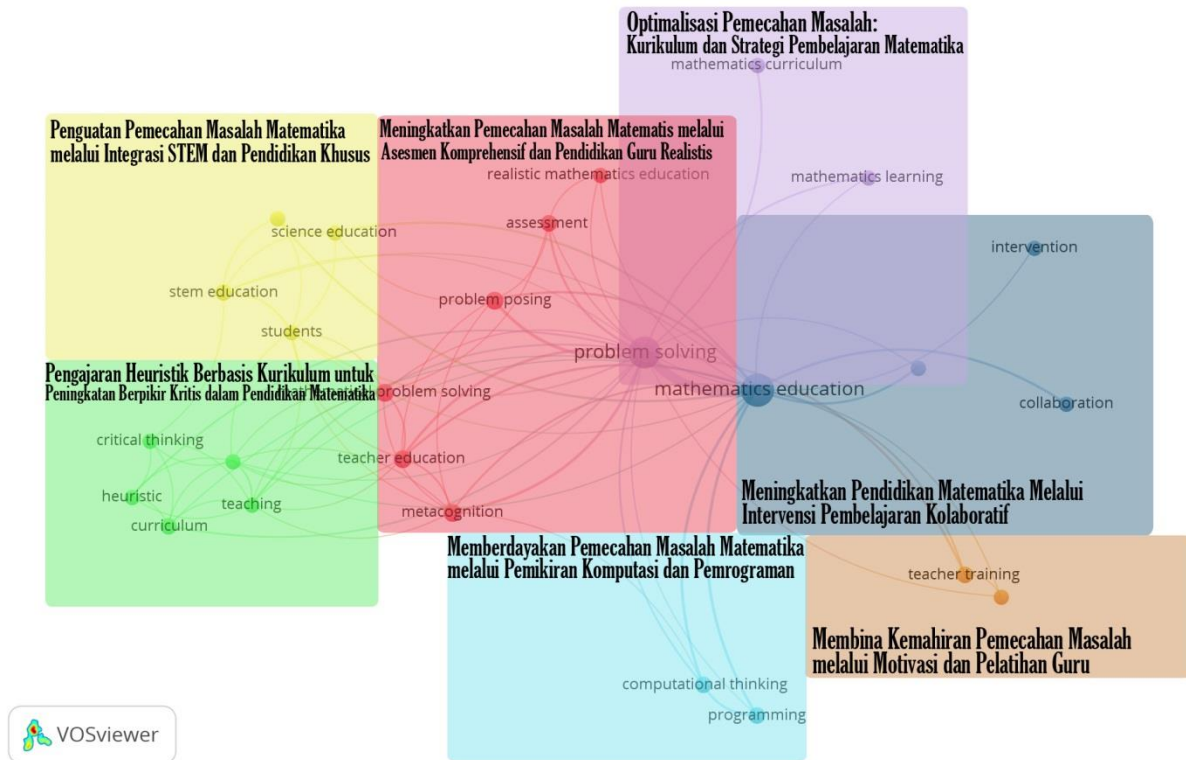 Optimalisasi Pemecahan Masalah:
Kurikulum dan Strategi Pembelajaran Matematika
mathematics curriculum
mathematics learning
Penguatan Pemecahan Masalah Matematika
melalui Integrasi STEM dan Pendidikan Khusus
science education
stem education
students
Meningkatkan Pemecahan Masalah Matematis melalui
Asesmen Komprehensif dan Pendidikan Guru Realistis
realistic mathematics education
assessment
problem posing
problem solving
mathematics education
intervention
collaboration
Meningkatkan Pendidikan Matematika Melalui
Intervensi Pembelajaran Kolaboratif
Pengajaran Heuristik Berbasis Kurikulum untuk
Peningkatan Berpikir Kritis dalam Pendidikan Matematika
problem solving
critical thinking
heuristic
teaching
curriculum
teacher education
metacognition
Memberdayakan Pemecahan Masalah Matematika
melalui Pemikiran Komputasi dan Pemrograman
computational thinking
programming
teacher training
Membina Kemahiran Pemecahan Masalah
melalui Motivasi dan Pelatihan Guru
VOSviewer